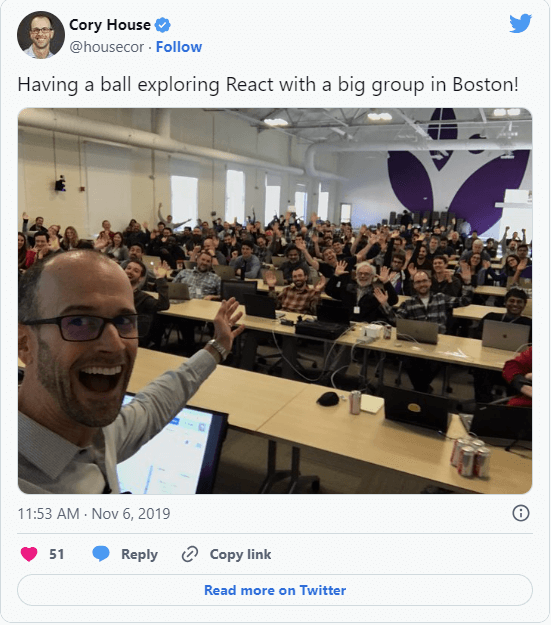 Cory House
@housecor · Follow
Having a ball exploring React with a big group in Boston!
11:53 AM · Nov 6, 2019
51 Reply Copy link
Read more on Twitter